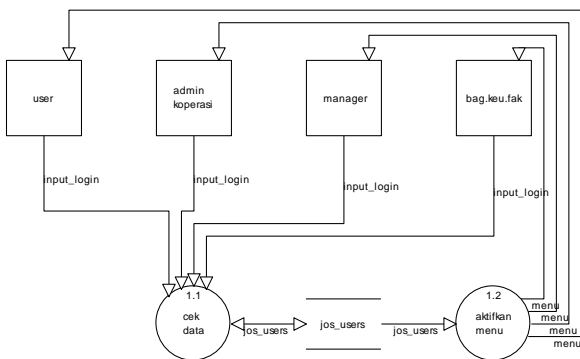 user
admin
koperasi
manager
bag.keu.fak
input_login
input_login
input_login
input_login
1.1
cek
data
jos_users
jos_users
jos_users
1.2
aktifkan
menu
menu
menu
menu
menu